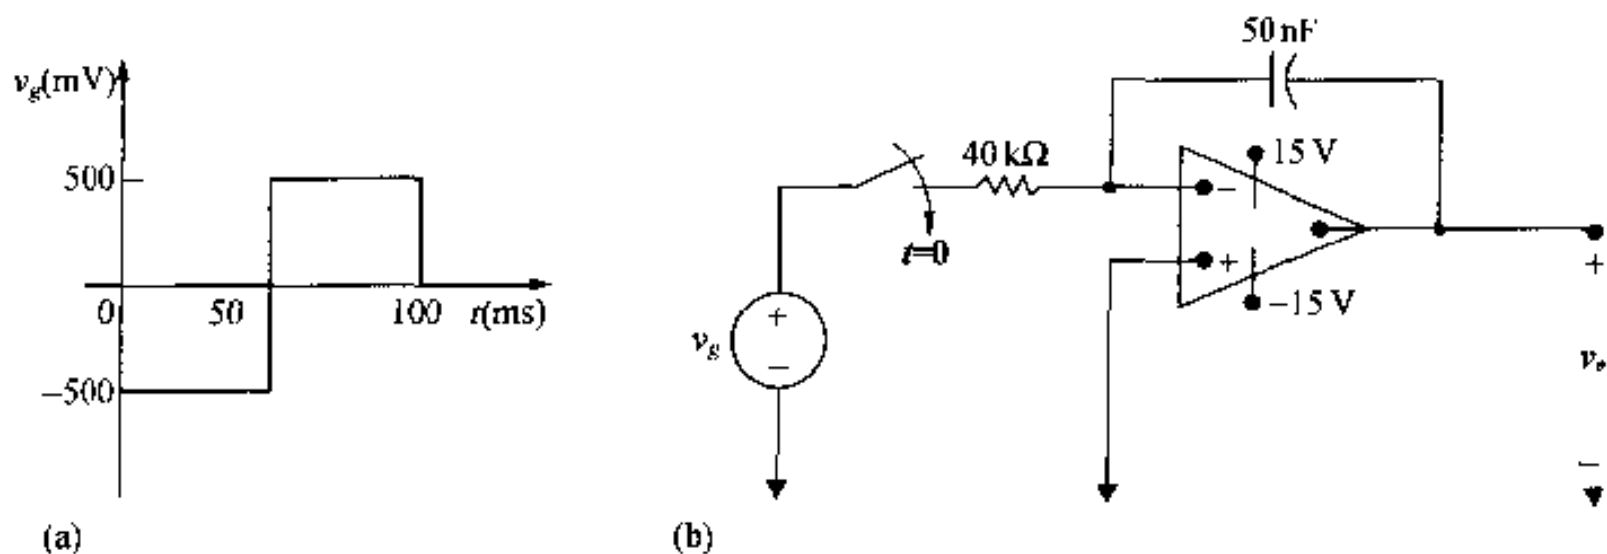 v_g(mV)
500
0
50
100
t(ms)
−500
(a)
50 nF
40 kΩ
15 V
−
t=0
+
−15 V
+
v_g
+
−
v_o
−
(b)